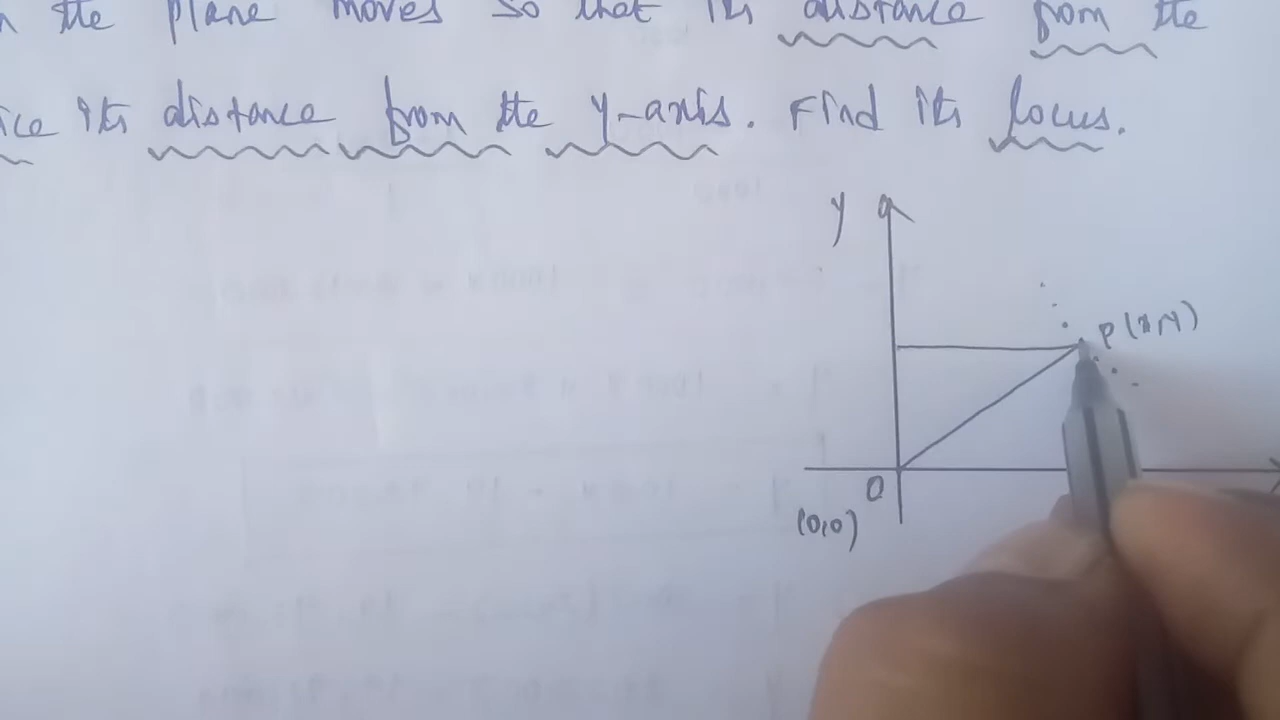 the plane moves so that its distance from the
its distance from the y-axis. Find its locus.
y
P(x,y)
O
(0,0)